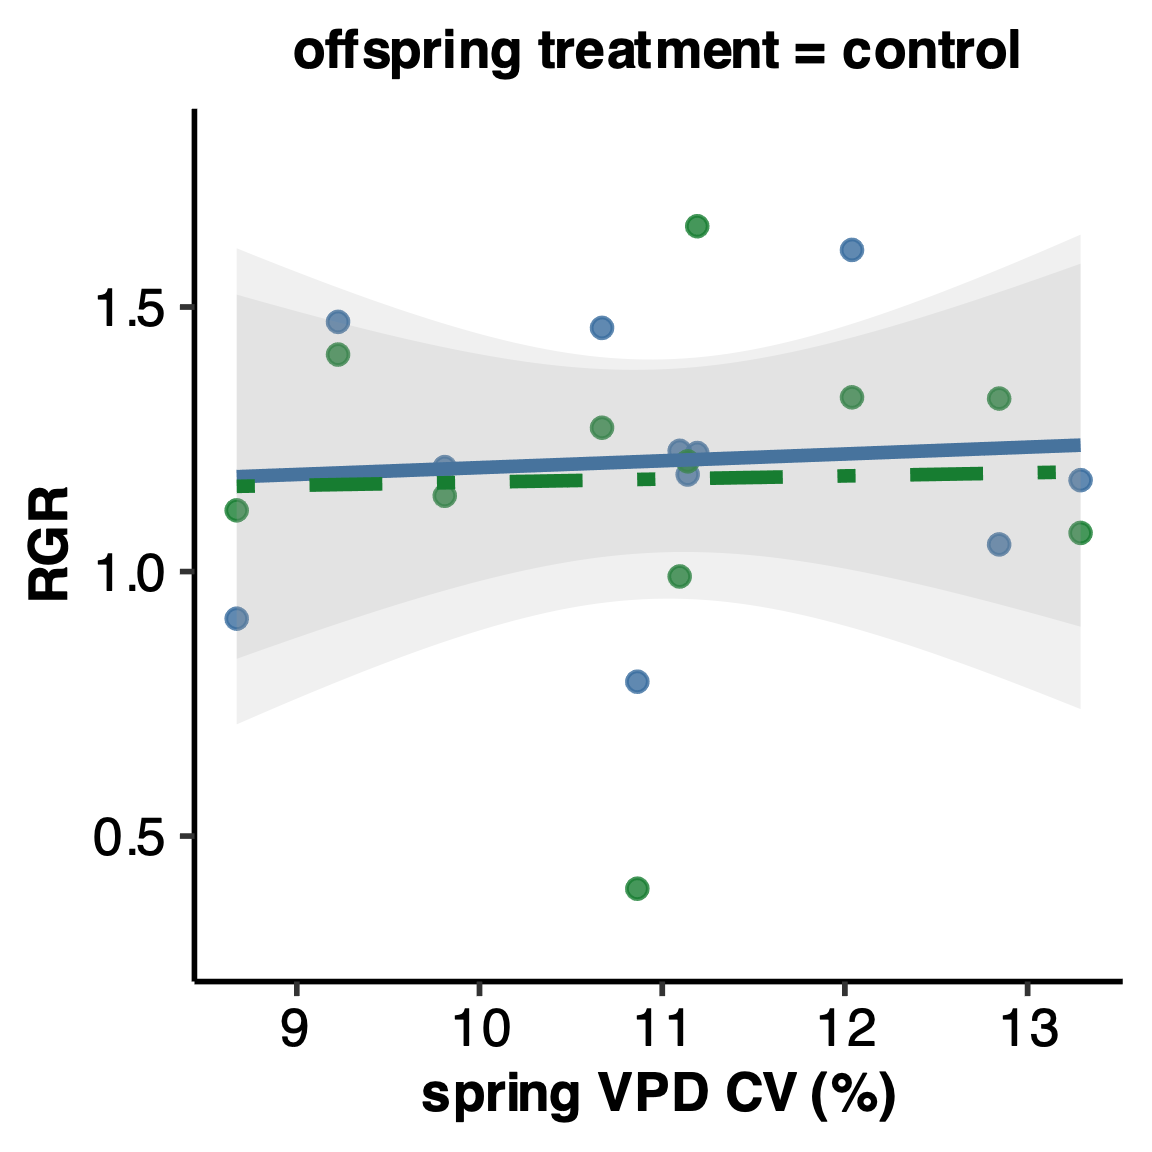 offspring treatment = control
1.5
1.0
0.5
RGR
9 10 11 12 13
spring VPD CV (%)